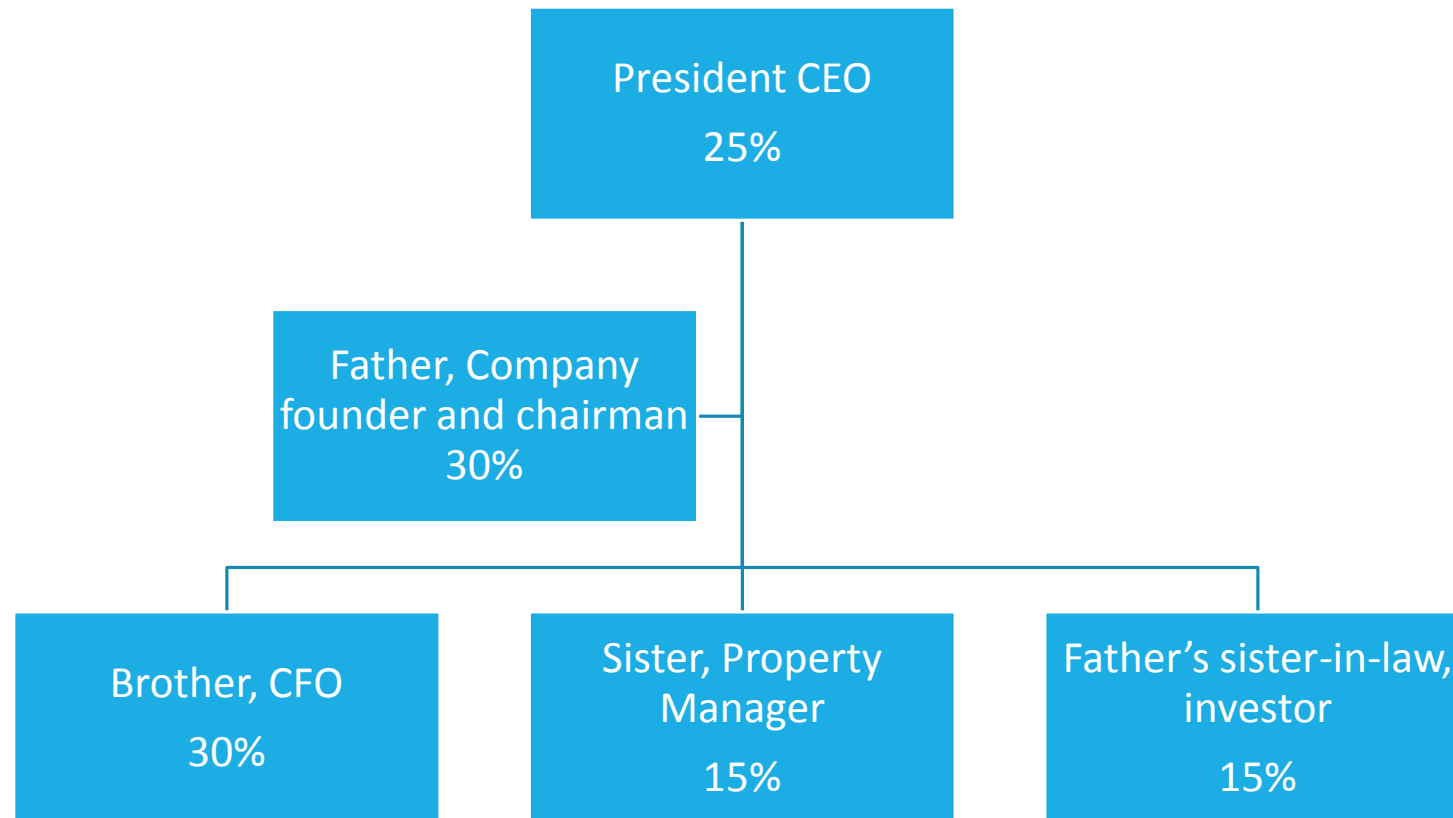 President CEO
25%
Father, Company
founder and chairman
30%
Brother, CFO
30%
Sister, Property
Manager
15%
Father’s sister-in-law,
investor
15%